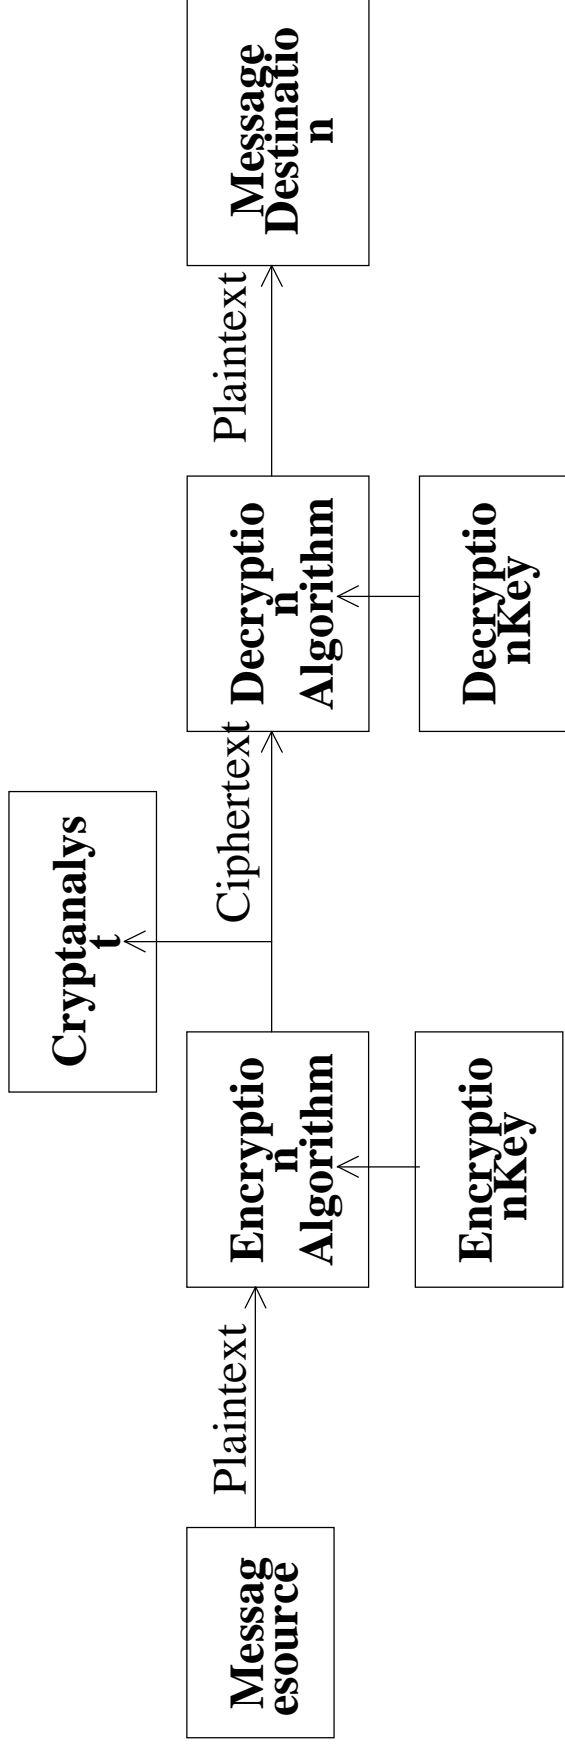 Messag
esource
Plaintext
Encryptio
n
Algorithm
Encryptio
nKey
Cryptanalys
t
Ciphertext
Decryptio
n
Algorithm
Decryptio
nKey
Plaintext
Message
Destinatio
n